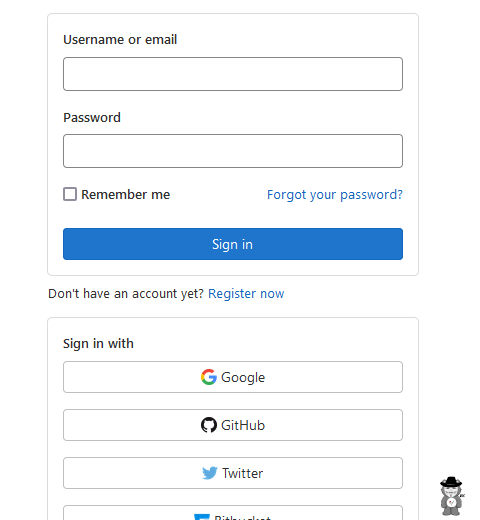 Username or email
Password
Remember me Forgot your password?
Sign in
Don't have an account yet? Register now
Sign in with
Google
GitHub
Twitter
Bitbucket